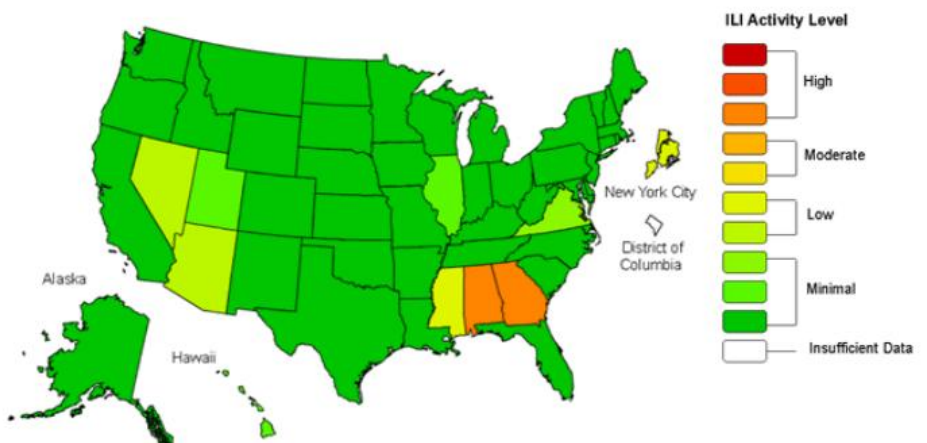 ILI Activity Level
High
Moderate
Low
Minimal
Insufficient Data
New York City
District of
Columbia
Alaska
Hawaii